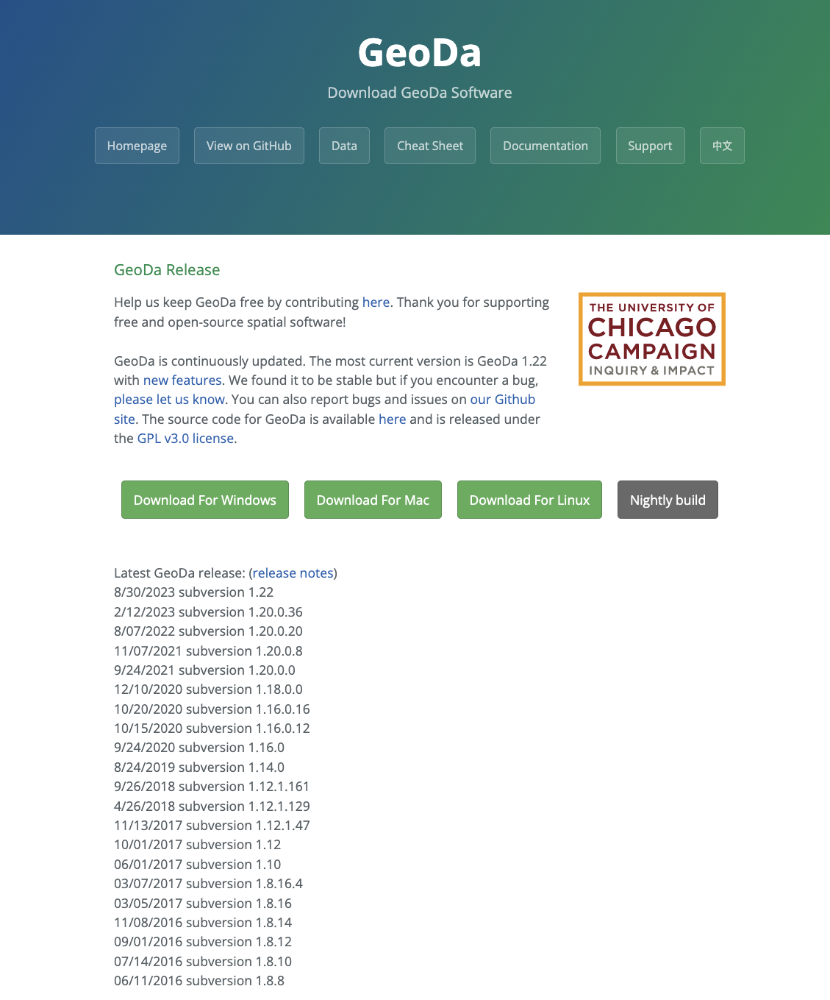 GeoDa
Download GeoDa Software
Homepage
View on GitHub
Data
Cheat Sheet
Documentation
Support
中文
GeoDa Release
Help us keep GeoDa free by contributing here. Thank you for supporting
free and open-source spatial software!
THE UNIVERSITY OF
CHICAGO
CAMPAIGN
INQUIRY & IMPACT
GeoDa is continuously updated. The most current version is GeoDa 1.22
with new features. We found it to be stable but if you encounter a bug,
please let us know. You can also report bugs and issues on our Github
site. The source code for GeoDa is available here and is released under
the GPL v3.0 license.
Download For Windows
Download For Mac
Download For Linux
Nightly build
Latest GeoDa release: (release notes)
8/30/2023 subversion 1.22
2/12/2023 subversion 1.20.0.36
8/07/2022 subversion 1.20.0.20
11/07/2021 subversion 1.20.0.8
9/24/2021 subversion 1.20.0.0
12/10/2020 subversion 1.18.0.0
10/20/2020 subversion 1.16.0.16
10/15/2020 subversion 1.16.0.12
9/24/2020 subversion 1.16.0
8/24/2019 subversion 1.14.0
9/26/2018 subversion 1.12.1.161
4/26/2018 subversion 1.12.1.129
11/13/2017 subversion 1.12.1.47
10/01/2017 subversion 1.12
06/01/2017 subversion 1.10
03/07/2017 subversion 1.8.16.4
03/05/2017 subversion 1.8.16
11/08/2016 subversion 1.8.14
09/01/2016 subversion 1.8.12
07/14/2016 subversion 1.8.10
06/11/2016 subversion 1.8.8